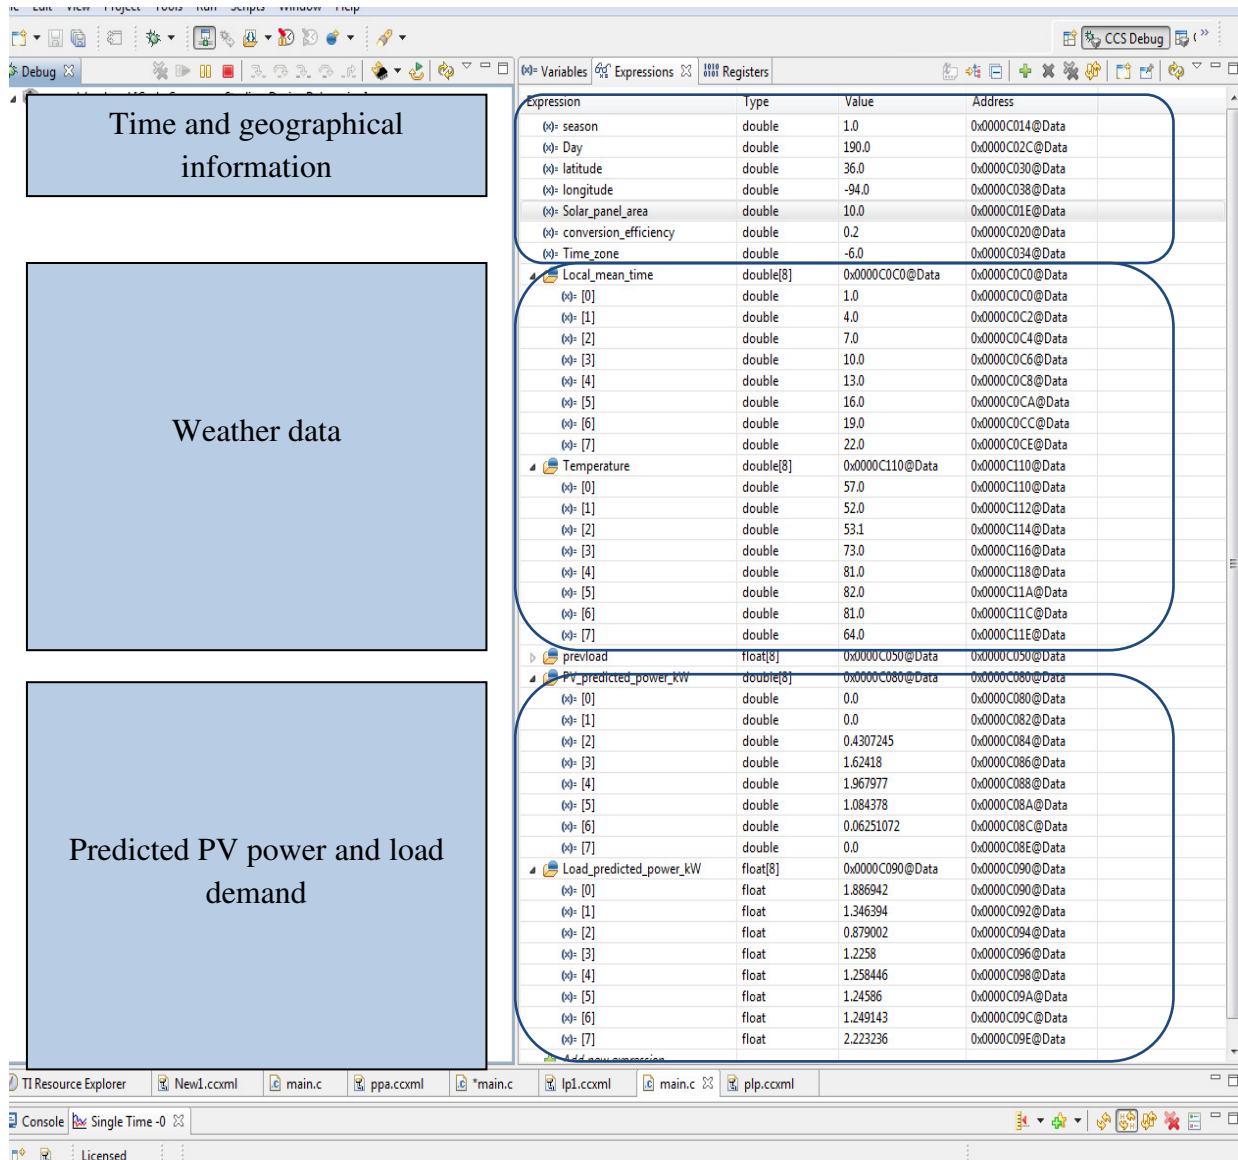 Edit View Project Tools Run Scripts Window Help
CCS Debug
Debug
(x)= Variables Expressions Registers
Time and geographical
information
Weather data
Predicted PV power and load
demand
Expression Type Value Address
(x)= season double 1.0 0x0000C014@Data
(x)= Day double 190.0 0x0000C02C@Data
(x)= latitude double 36.0 0x0000C030@Data
(x)= longitude double -94.0 0x0000C038@Data
(x)= Solar_panel_area double 10.0 0x0000C01E@Data
(x)= conversion_efficiency double 0.2 0x0000C020@Data
(x)= Time_zone double -6.0 0x0000C034@Data
Local_mean_time double[8] 0x0000C0C0@Data 0x0000C0C0@Data
(x)= [0] double 1.0 0x0000C0C0@Data
(x)= [1] double 4.0 0x0000C0C2@Data
(x)= [2] double 7.0 0x0000C0C4@Data
(x)= [3] double 10.0 0x0000C0C6@Data
(x)= [4] double 13.0 0x0000C0C8@Data
(x)= [5] double 16.0 0x0000C0CA@Data
(x)= [6] double 19.0 0x0000C0CC@Data
(x)= [7] double 22.0 0x0000C0CE@Data
Temperature double[8] 0x0000C110@Data 0x0000C110@Data
(x)= [0] double 57.0 0x0000C110@Data
(x)= [1] double 52.0 0x0000C112@Data
(x)= [2] double 53.1 0x0000C114@Data
(x)= [3] double 73.0 0x0000C116@Data
(x)= [4] double 81.0 0x0000C118@Data
(x)= [5] double 82.0 0x0000C11A@Data
(x)= [6] double 81.0 0x0000C11C@Data
(x)= [7] double 64.0 0x0000C11E@Data
prevload float[8] 0x0000C050@Data 0x0000C050@Data
PV_predicted_power_kW double[8] 0x0000C080@Data 0x0000C080@Data
(x)= [0] double 0.0 0x0000C080@Data
(x)= [1] double 0.0 0x0000C082@Data
(x)= [2] double 0.4307245 0x0000C084@Data
(x)= [3] double 1.62418 0x0000C086@Data
(x)= [4] double 1.967977 0x0000C088@Data
(x)= [5] double 1.084378 0x0000C08A@Data
(x)= [6] double 0.06251072 0x0000C08C@Data
(x)= [7] double 0.0 0x0000C08E@Data
Load_predicted_power_kW float[8] 0x0000C090@Data 0x0000C090@Data
(x)= [0] float 1.886942 0x0000C090@Data
(x)= [1] float 1.346394 0x0000C092@Data
(x)= [2] float 0.879002 0x0000C094@Data
(x)= [3] float 1.2258 0x0000C096@Data
(x)= [4] float 1.258446 0x0000C098@Data
(x)= [5] float 1.24586 0x0000C09A@Data
(x)= [6] float 1.249143 0x0000C09C@Data
(x)= [7] float 2.223236 0x0000C09E@Data
Add new expression
TI Resource Explorer New1.ccxml main.c ppa.ccxml *main.c lp1.ccxml main.c plp.ccxml
Console Single Time -0
Licensed